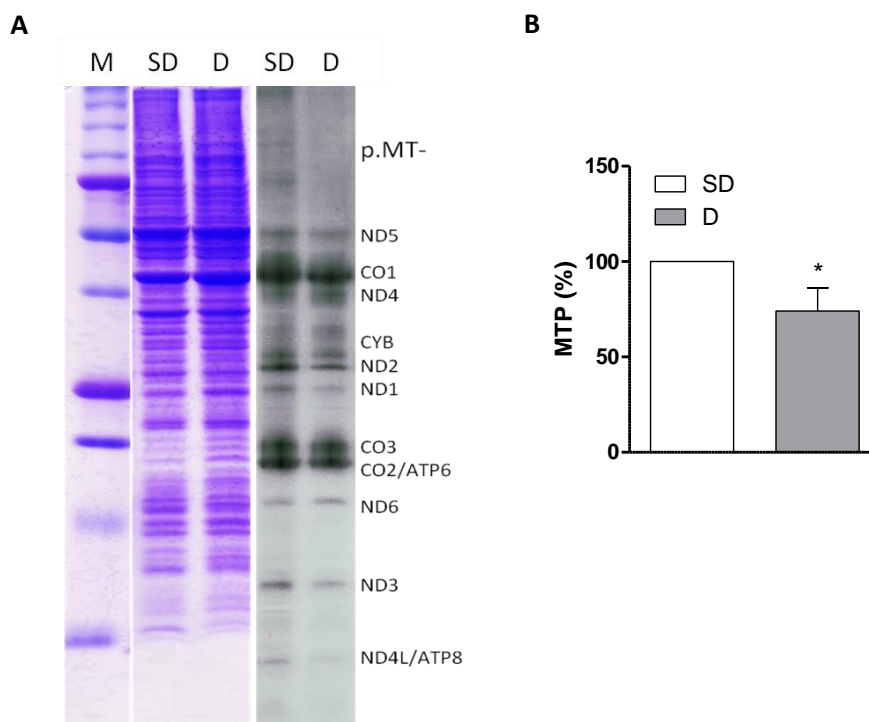 A
M SD D SD D
p.MT-
ND5
CO1
ND4
CYB
ND2
ND1
CO3
CO2/ATP6
ND6
ND3
ND4L/ATP8
B
150
100
50
0
MTP (%)
SD
D
*